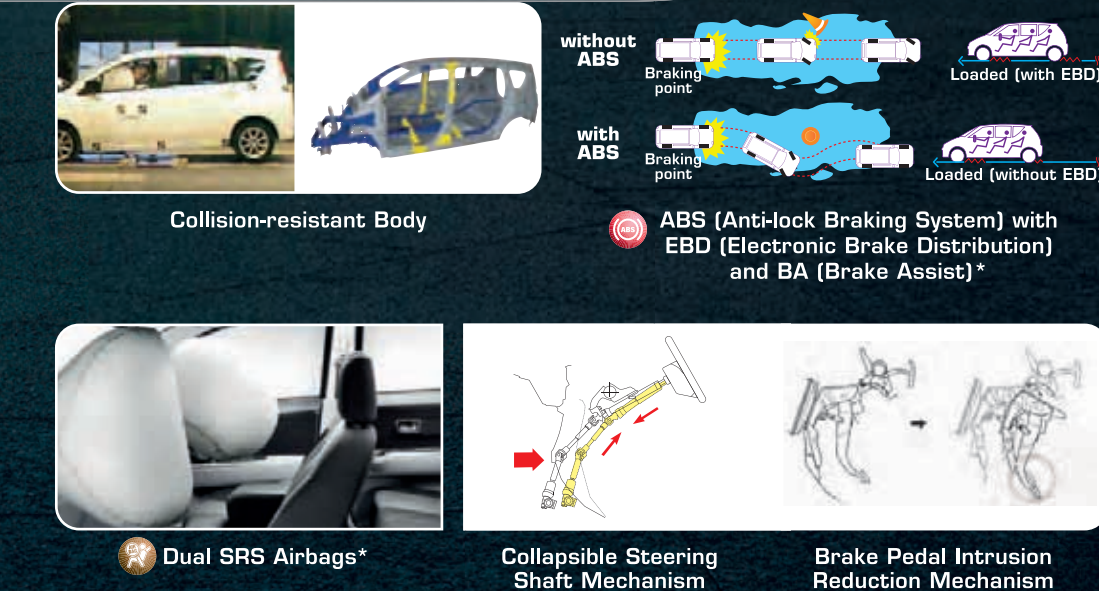 without
ABS
Braking
point
Loaded (with EBD)
with
ABS
Braking
point
Loaded (without EBD)
Collision-resistant Body
ABS
ABS (Anti-lock Braking System) with
EBD (Electronic Brake Distribution)
and BA (Brake Assist)*
Dual SRS Airbags*
Collapsible Steering
Shaft Mechanism
Brake Pedal Intrusion
Reduction Mechanism